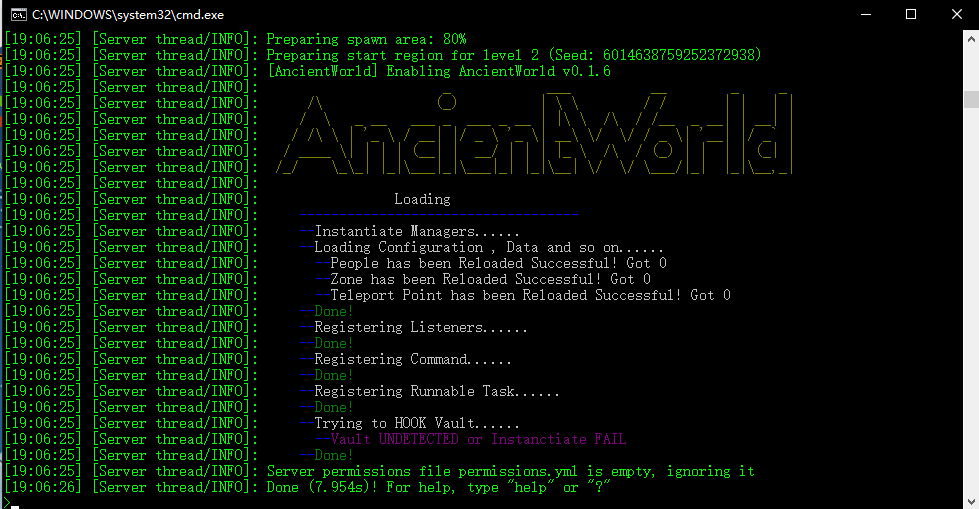 C:\WINDOWS\system32\cmd.exe
[19:06:25] [Server thread/INFO]: Preparing spawn area: 80%
[19:06:25] [Server thread/INFO]: Preparing start region for level 2 (Seed: 6014638759252372938)
[19:06:25] [Server thread/INFO]: [AncientWorld] Enabling AncientWorld v0.1.6
[19:06:25] [Server thread/INFO]:
[19:06:25] [Server thread/INFO]:
[19:06:25] [Server thread/INFO]:
[19:06:25] [Server thread/INFO]: AncientWorld
[19:06:25] [Server thread/INFO]:
[19:06:25] [Server thread/INFO]:
[19:06:25] [Server thread/INFO]:
[19:06:25] [Server thread/INFO]: Loading
[19:06:25] [Server thread/INFO]: -----------------------------------
[19:06:25] [Server thread/INFO]: --Instantiate Managers......
[19:06:25] [Server thread/INFO]: --Loading Configuration , Data and so on......
[19:06:25] [Server thread/INFO]: --People has been Reloaded Successful! Got 0
[19:06:25] [Server thread/INFO]: --Zone has been Reloaded Successful! Got 0
[19:06:25] [Server thread/INFO]: --Teleport Point has been Reloaded Successful! Got 0
[19:06:25] [Server thread/INFO]: --Done!
[19:06:25] [Server thread/INFO]: --Registering Listeners......
[19:06:25] [Server thread/INFO]: --Done!
[19:06:25] [Server thread/INFO]: --Registering Command......
[19:06:25] [Server thread/INFO]: --Done!
[19:06:25] [Server thread/INFO]: --Registering Runnable Task......
[19:06:25] [Server thread/INFO]: --Done!
[19:06:25] [Server thread/INFO]: --Trying to HOOK Vault......
[19:06:25] [Server thread/INFO]: --Vault UNDETECTED or Instanctiate FAIL
[19:06:25] [Server thread/INFO]: --Done!
[19:06:25] [Server thread/INFO]: Server permissions file permissions.yml is empty, ignoring it
[19:06:26] [Server thread/INFO]: Done (7.954s)! For help, type "help" or "?"
>